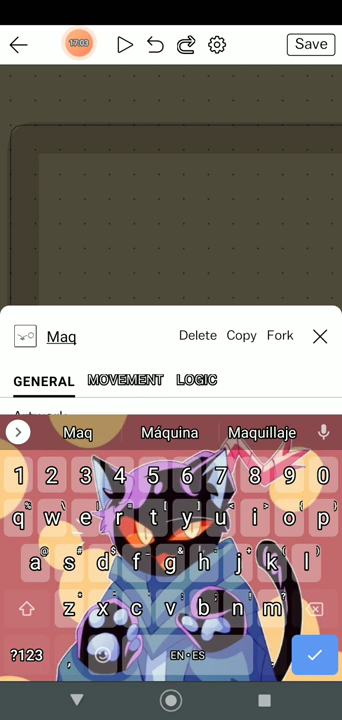 17:03
Save
Maq
Delete Copy Fork
GENERAL MOVEMENT LOGIC
Maq Máquina Maquillaje
1 2 3 4 5 6 7 8 9 0
q w e r t y u i o p
a s d f g h j k l
z x c v b n m
?123 , EN • ES .